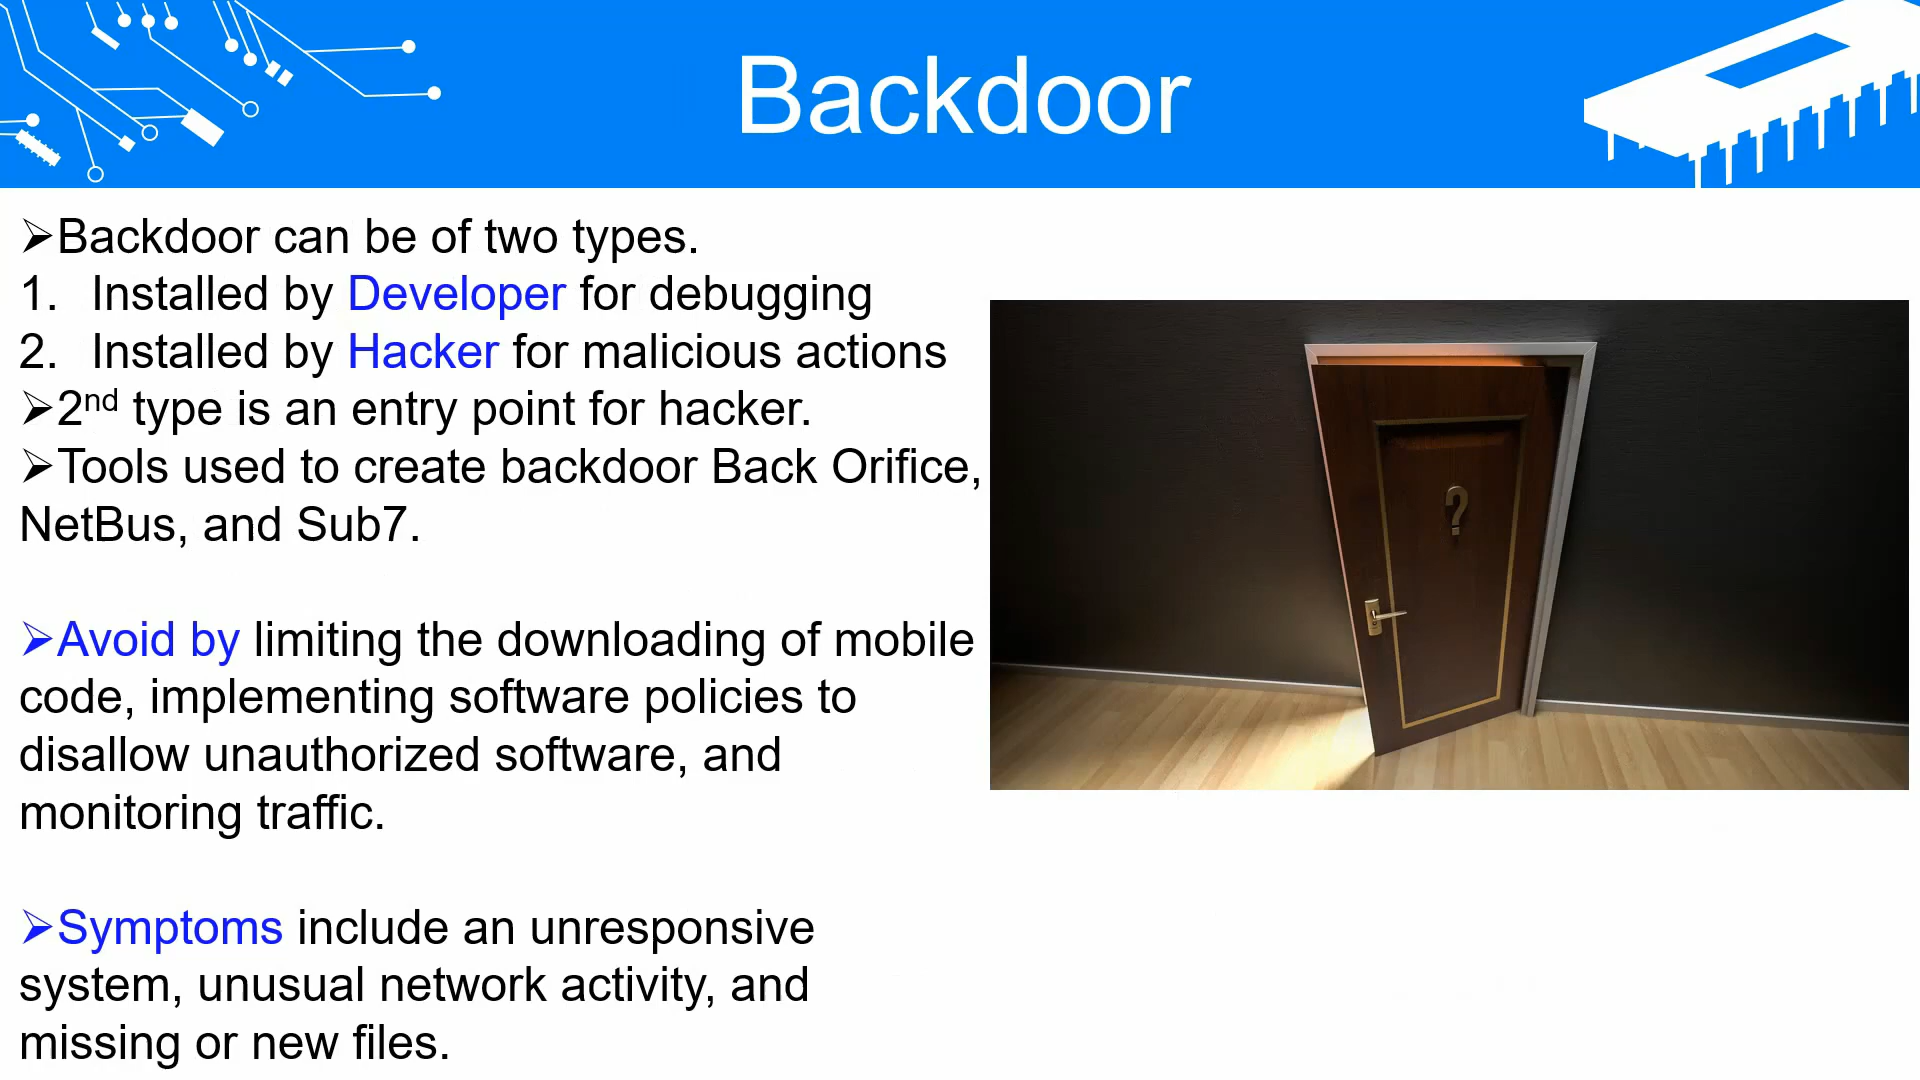 Backdoor
➢Backdoor can be of two types.
1. Installed by Developer for debugging
2. Installed by Hacker for malicious actions
➢2nd type is an entry point for hacker.
➢Tools used to create backdoor Back Orifice,
NetBus, and Sub7.
➢Avoid by limiting the downloading of mobile
code, implementing software policies to
disallow unauthorized software, and
monitoring traffic.
➢Symptoms include an unresponsive
system, unusual network activity, and
missing or new files.
?